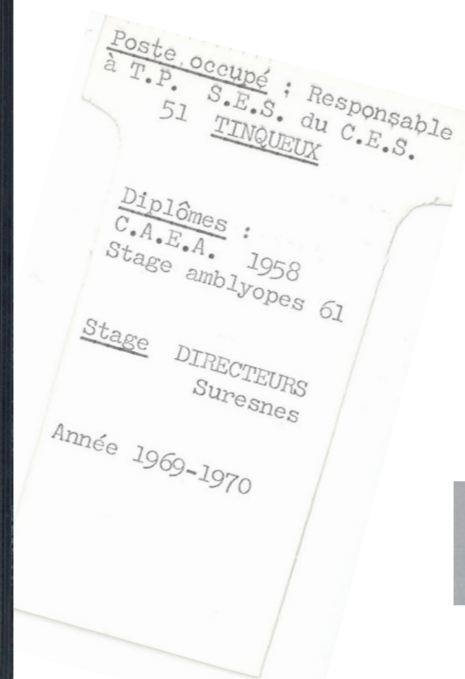 Poste occupé : Responsable
à T.P. S.E.S. du C.E.S.
51 TINQUEUX
Diplômes :
C.A.E.A. 1958
Stage amblyopes 61
Stage DIRECTEURS
Suresnes
Année 1969-1970